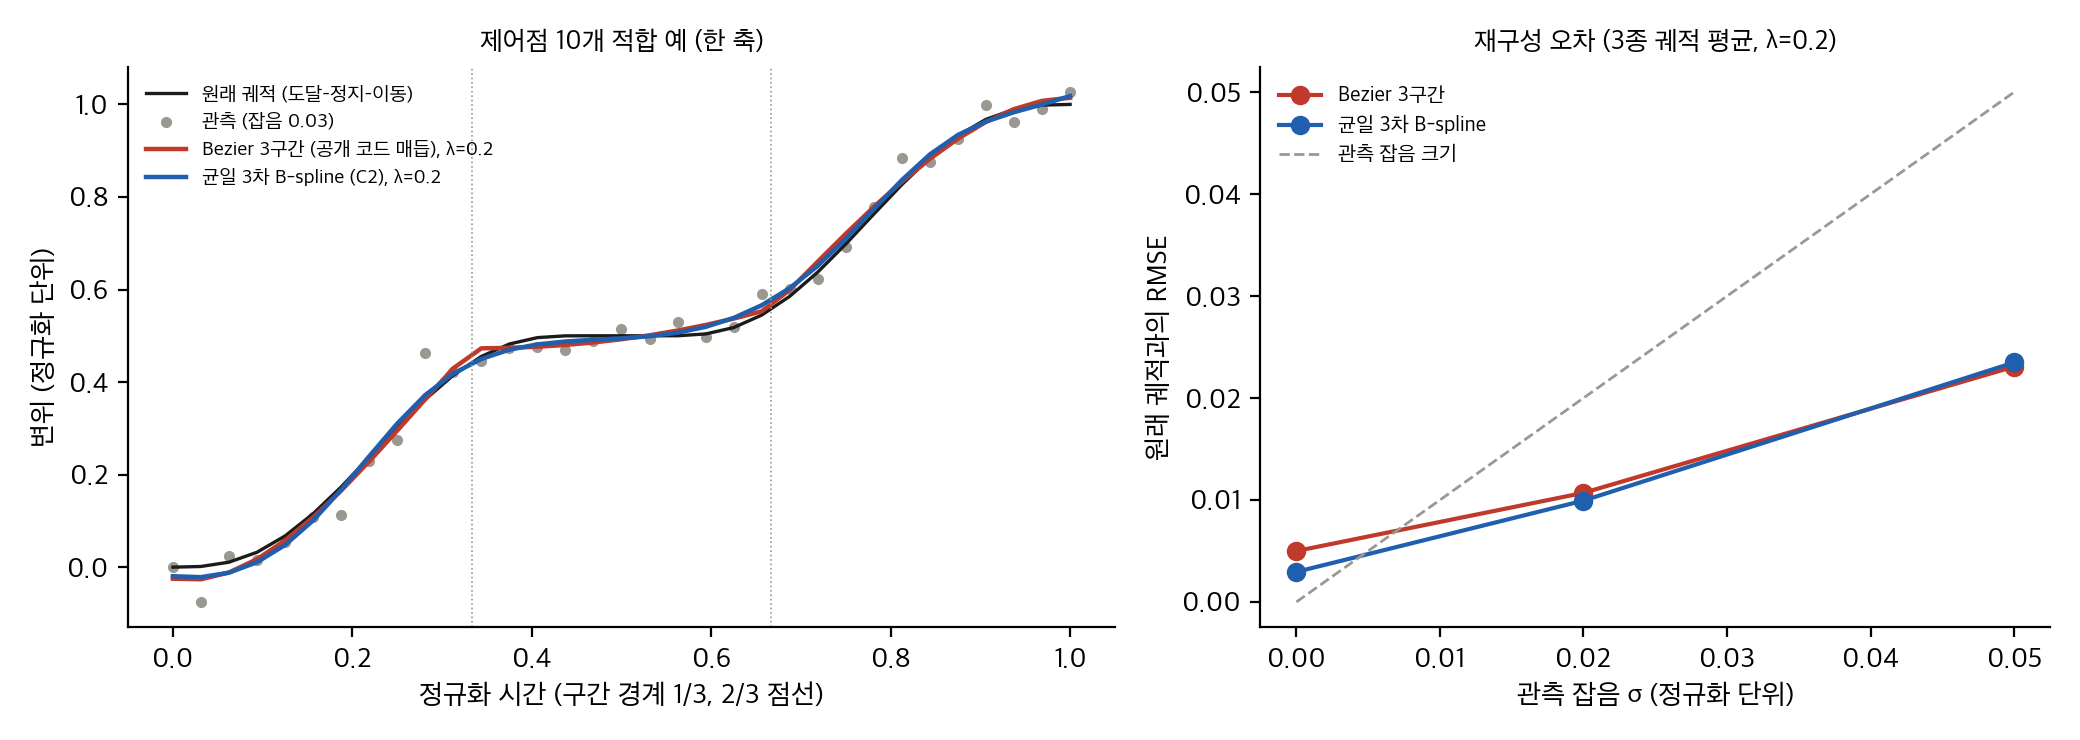 제어점 10개 적합 예 (한 축)
원래 궤적 (도달-정지-이동)
관측 (잡음 0.03)
Bezier 3구간 (공개 코드 매듭), λ=0.2
균일 3차 B-spline (C2), λ=0.2
변위 (정규화 단위)
1.0
0.8
0.6
0.4
0.2
0.0
0.0 0.2 0.4 0.6 0.8 1.0
정규화 시간 (구간 경계 1/3, 2/3 점선)
재구성 오차 (3종 궤적 평균, λ=0.2)
Bezier 3구간
균일 3차 B-spline
관측 잡음 크기
원래 궤적과의 RMSE
0.05
0.04
0.03
0.02
0.01
0.00
0.00 0.01 0.02 0.03 0.04 0.05
관측 잡음 σ (정규화 단위)